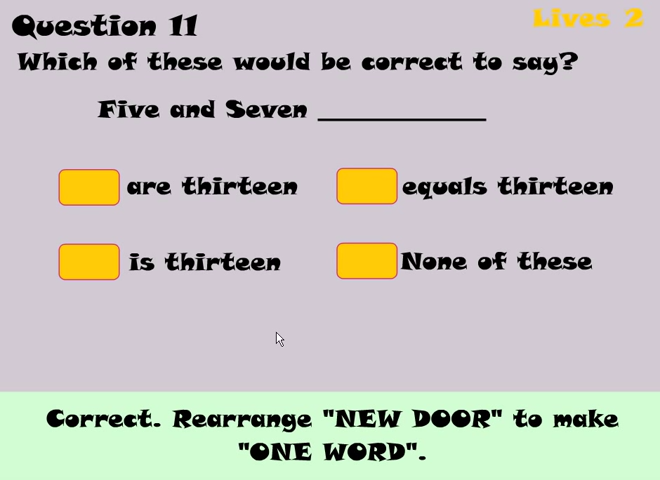 Question 11
Lives 2
Which of these would be correct to say?
Five and Seven ____________
are thirteen
equals thirteen
is thirteen
None of these
Correct. Rearrange "NEW DOOR" to make
"ONE WORD".